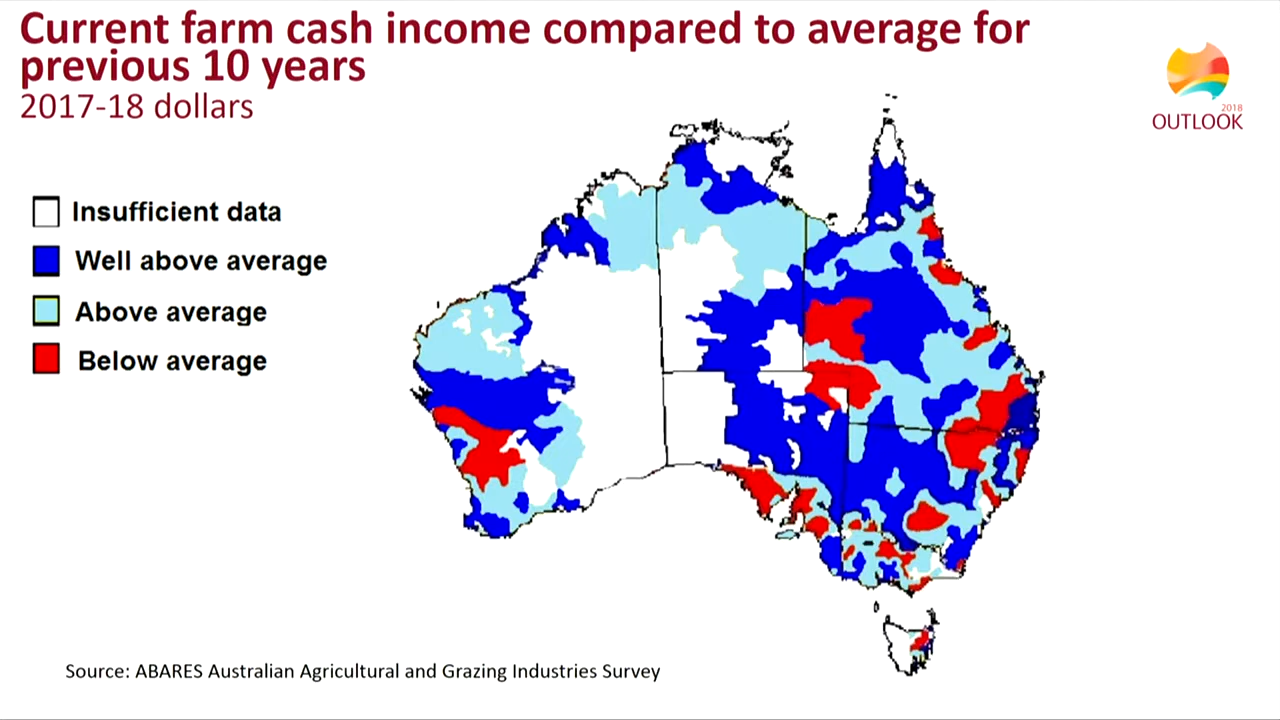 Current farm cash income compared to average for
previous 10 years
2017-18 dollars
2018
OUTLOOK
Insufficient data
Well above average
Above average
Below average
Source: ABARES Australian Agricultural and Grazing Industries Survey